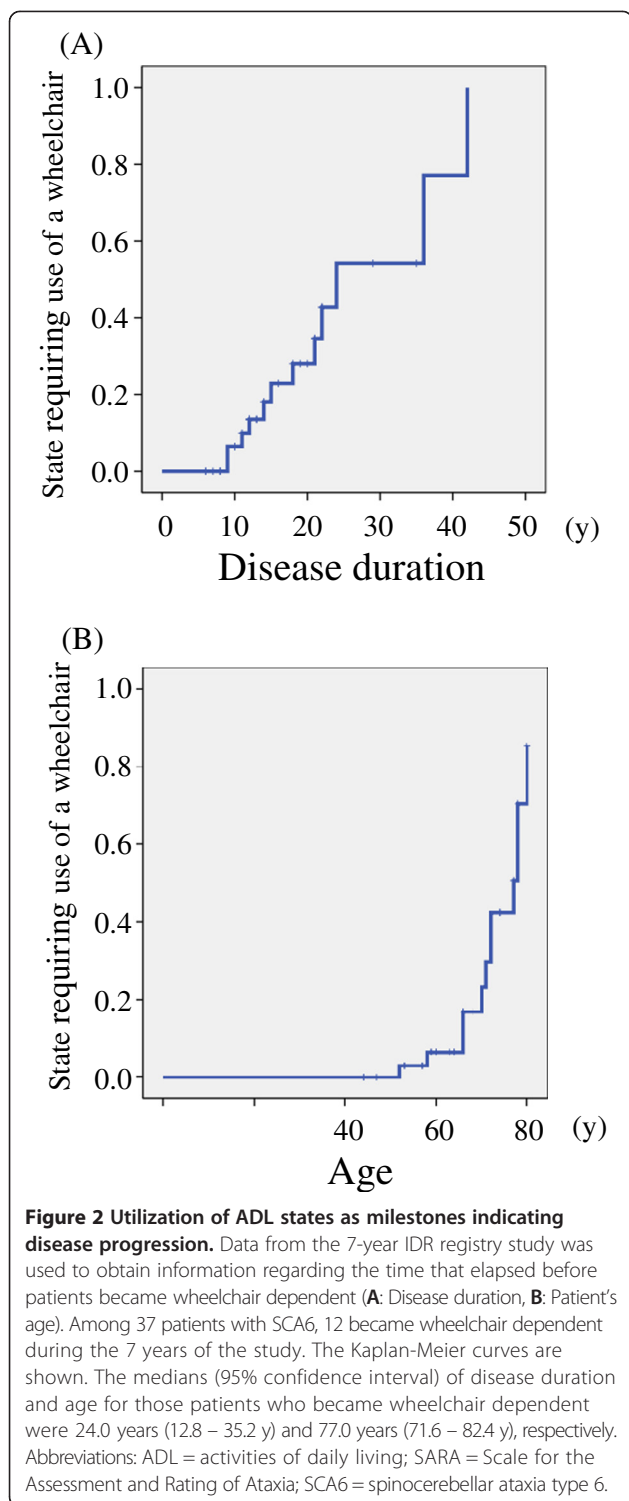 (A)
State requiring use of a wheelchair
1.0
0.8
0.6
0.4
0.2
0.0
0 10 20 30 40 50 (y)
Disease duration
(B)
State requiring use of a wheelchair
1.0
0.8
0.6
0.4
0.2
0.0
40 60 80 (y)
Age
Figure 2 Utilization of ADL states as milestones indicating
disease progression. Data from the 7-year IDR registry study was
used to obtain information regarding the time that elapsed before
patients became wheelchair dependent (A: Disease duration, B: Patient's
age). Among 37 patients with SCA6, 12 became wheelchair dependent
during the 7 years of the study. The Kaplan-Meier curves are
shown. The medians (95% confidence interval) of disease duration
and age for those patients who became wheelchair dependent
were 24.0 years (12.8 – 35.2 y) and 77.0 years (71.6 – 82.4 y), respectively.
Abbreviations: ADL = activities of daily living; SARA = Scale for the
Assessment and Rating of Ataxia; SCA6 = spinocerebellar ataxia type 6.